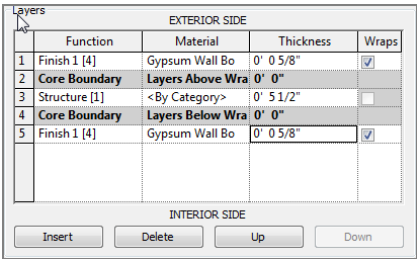 Layers
EXTERIOR SIDE
Function Material Thickness Wraps
1 Finish 1 [4] Gypsum Wall Bo 0' 0 5/8"
2 Core Boundary Layers Above Wra 0' 0"
3 Structure [1] <By Category> 0' 5 1/2"
4 Core Boundary Layers Below Wra 0' 0"
5 Finish 1 [4] Gypsum Wall Bo 0' 0 5/8"
INTERIOR SIDE
Insert Delete Up Down